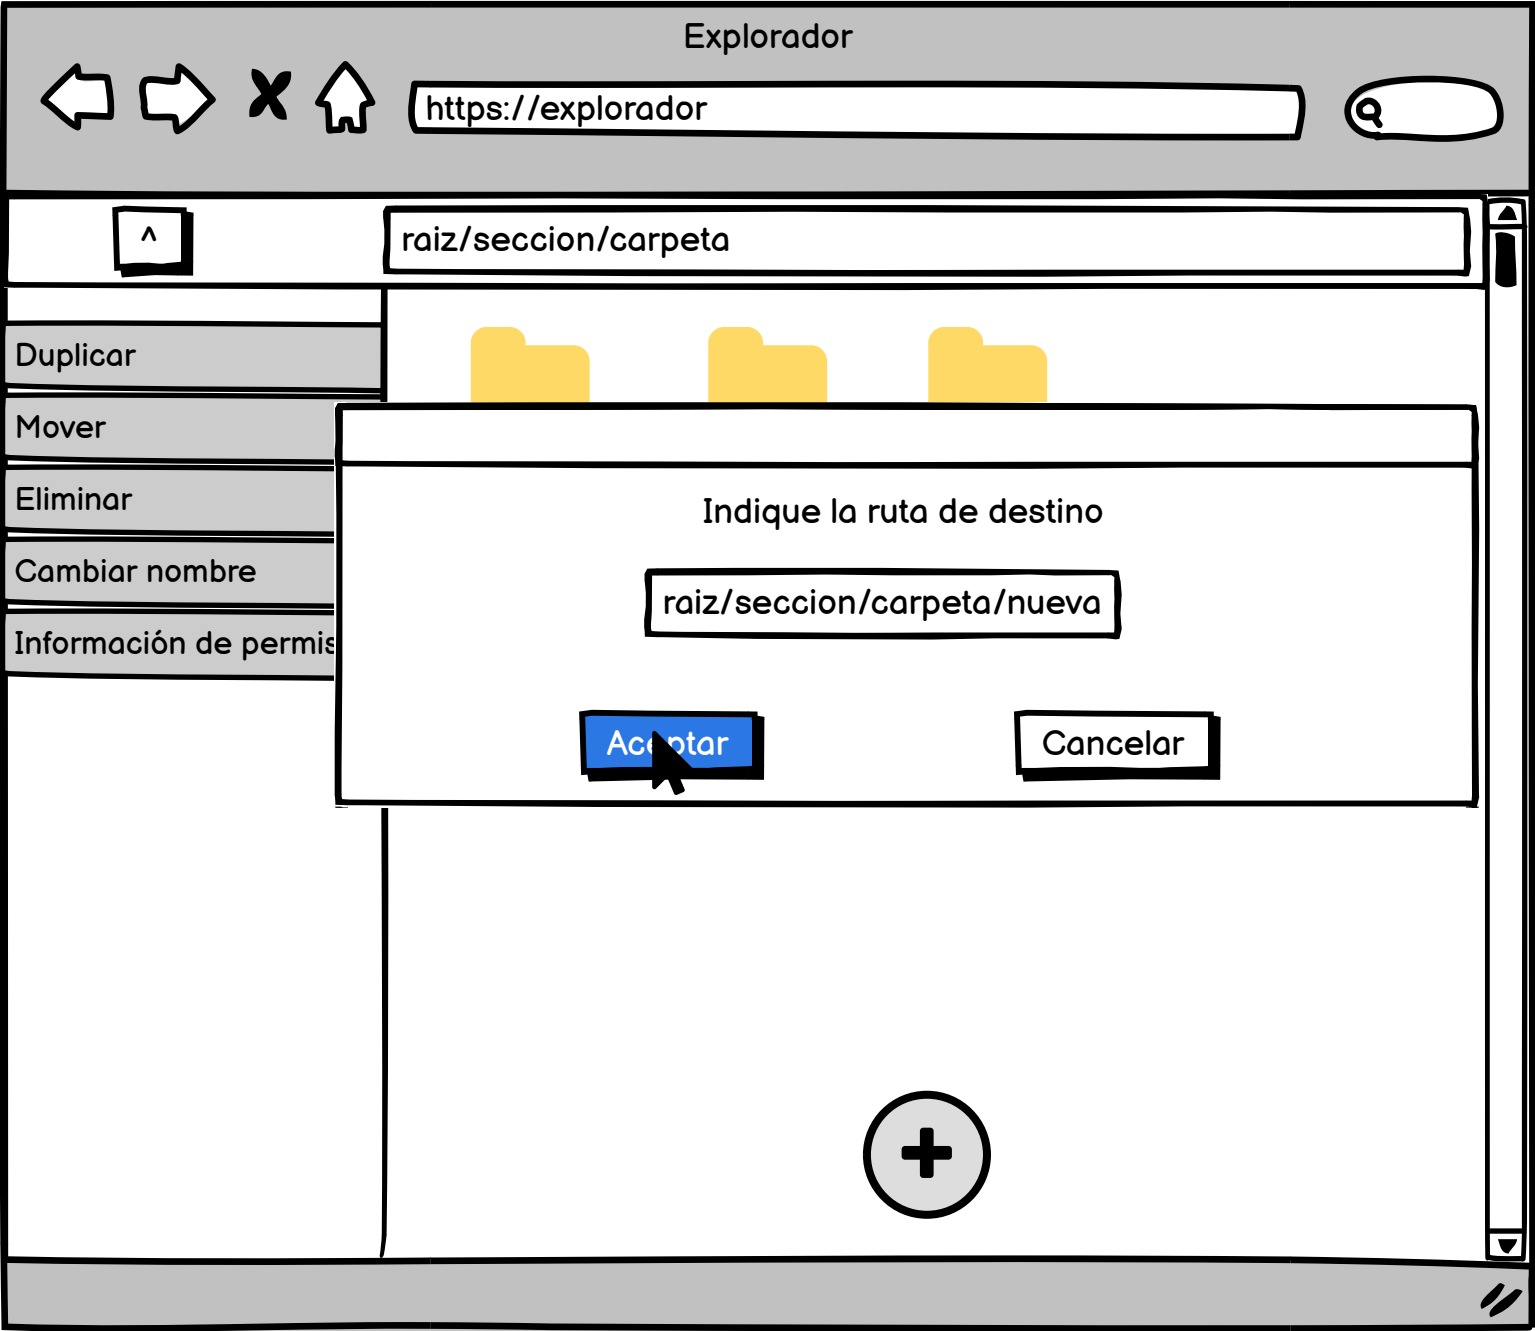 Explorador
https://explorador
^
raiz/seccion/carpeta
Duplicar
Mover
Eliminar
Cambiar nombre
Información de permis
Indique la ruta de destino
raiz/seccion/carpeta/nueva
Aceptar
Cancelar